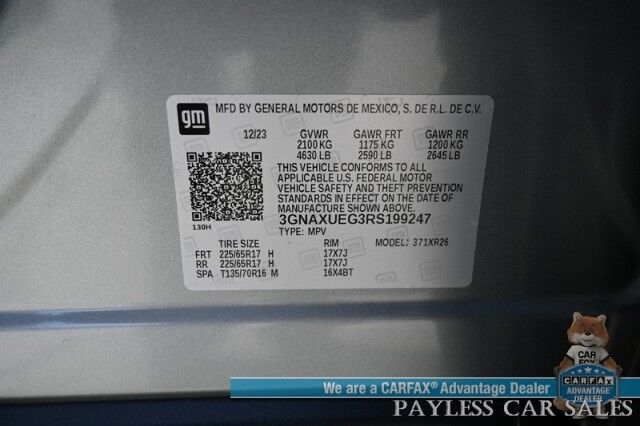 gm
MFD BY GENERAL MOTORS DE MEXICO, S. DE R.L. DE C.V.
12/23 GVWR GAWR FRT GAWR RR
2100 KG 1175 KG 1200 KG
4630 LB 2590 LB 2645 LB
THIS VEHICLE CONFORMS TO ALL
APPLICABLE U.S. FEDERAL MOTOR
VEHICLE SAFETY AND THEFT PREVENTION
STANDARDS IN EFFECT ON THE DATE OF
MANUFACTURE SHOWN ABOVE.
3GNAXUEG3RS199247
130H
TYPE: MPV
TIRE SIZE RIM MODEL: 371XR26
FRT 225/65R17 H 17X7J
RR 225/65R17 H 17X7J
SPA T135/70R16 M 16X4BT
CAR
FOX
We are a CARFAX® Advantage Dealer
CARFAX
ADVANTAGE
DEALER
PAYLESS CAR SALES